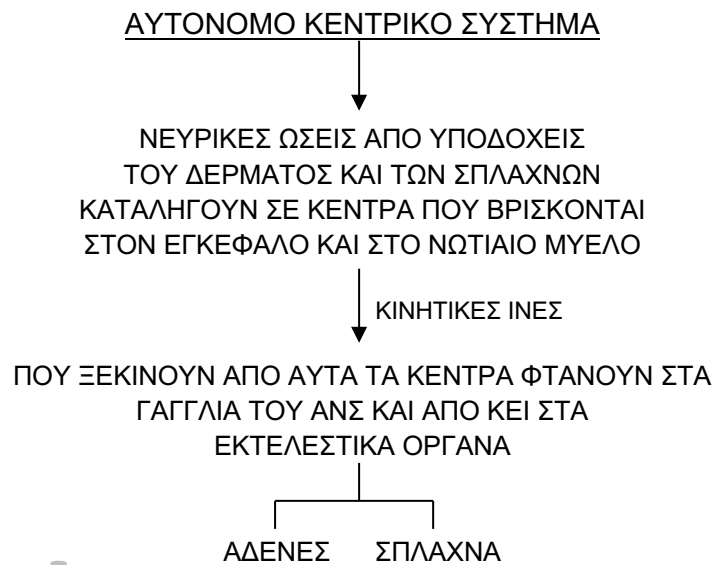 ΑΥΤΟΝΟΜΟ ΚΕΝΤΡΙΚΟ ΣΥΣΤΗΜΑ
ΝΕΥΡΙΚΕΣ ΩΣΕΙΣ ΑΠΟ ΥΠΟΔΟΧΕΙΣ
ΤΟΥ ΔΕΡΜΑΤΟΣ ΚΑΙ ΤΩΝ ΣΠΛΑΧΝΩΝ
ΚΑΤΑΛΗΓΟΥΝ ΣΕ ΚΕΝΤΡΑ ΠΟΥ ΒΡΙΣΚΟΝΤΑΙ
ΣΤΟΝ ΕΓΚΕΦΑΛΟ ΚΑΙ ΣΤΟ ΝΩΤΙΑΙΟ ΜΥΕΛΟ
ΚΙΝΗΤΙΚΕΣ ΙΝΕΣ
ΠΟΥ ΞΕΚΙΝΟΥΝ ΑΠΟ ΑΥΤΑ ΤΑ ΚΕΝΤΡΑ ΦΤΑΝΟΥΝ ΣΤΑ
ΓΑΓΓΛΙΑ ΤΟΥ ΑΝΣ ΚΑΙ ΑΠΟ ΚΕΙ ΣΤΑ
ΕΚΤΕΛΕΣΤΙΚΑ ΟΡΓΑΝΑ
ΑΔΕΝΕΣ ΣΠΛΑΧΝΑ